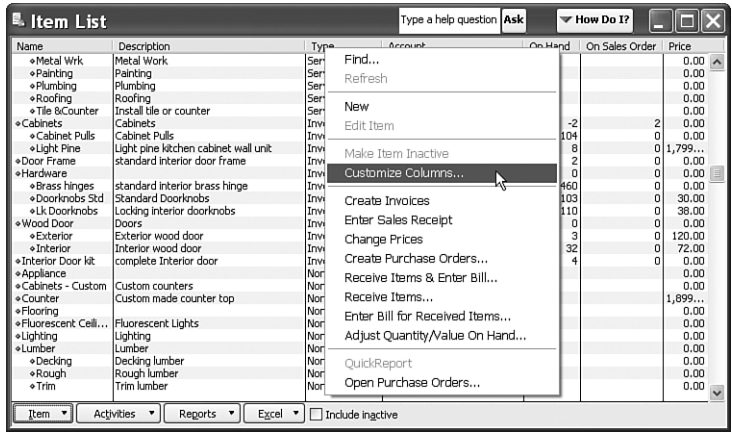 Item List
Type a help question Ask How Do I?
Name Description Type Account On Hand On Sales Order Price
Metal Wrk Metal Work Ser 0.00
Painting Painting Ser 0.00
Plumbing Plumbing Ser 0.00
Roofing Roofing Ser 0.00
Tile &Counter Install tile or counter Ser 0.00
Cabinets Cabinets Inve -2 2 0.00
Cabinet Pulls Cabinet Pulls Inve 104 0 0.00
Light Pine Light pine kitchen cabinet wall unit Inve 8 0 1,799...
Door Frame standard interior door frame Inve 2 0 0.00
Hardware Inve 0 0 0.00
Brass hinges standard interior brass hinge Inve 460 0 0.00
Doorknobs Std Standard Doorknobs Inve 103 0 30.00
Lk Doorknobs Locking interior doorknobs Inve 110 0 38.00
Wood Door Doors Inve 0 0 0.00
Exterior Exterior wood door Inve 3 0 120.00
Interior Interior wood door Inve 32 0 72.00
Interior Door kit complete Interior door Inve 4 0 0.00
Appliance Nor 0.00
Cabinets - Custom Custom counters Nor 0.00
Counter Custom made counter top Nor 1,899...
Flooring Nor 0.00
Fluorescent Ceili... Fluorescent Lights Nor 0.00
Lighting Lighting Nor 0.00
Lumber Lumber Nor 0.00
Decking Decking lumber Nor 0.00
Rough Rough lumber Nor 0.00
Trim Trim lumber Nor 0.00
Find...
Refresh
New
Edit Item
Make Item Inactive
Customize Columns...
Create Invoices
Enter Sales Receipt
Change Prices
Create Purchase Orders...
Receive Items & Enter Bill...
Receive Items...
Enter Bill for Received Items...
Adjust Quantity/Value On Hand...
QuickReport
Open Purchase Orders...
Item Activities Reports Excel Include inactive